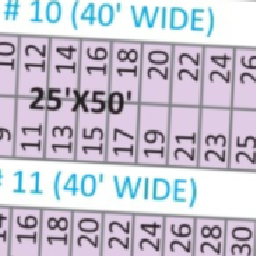 # 10 (40' WIDE)
10 12 14 16 18 20 22 24 26
25'X50'
9 11 13 15 17 19 21 23 25
# 11 (40' WIDE)
14 16 18 20 22 24 26 28 30